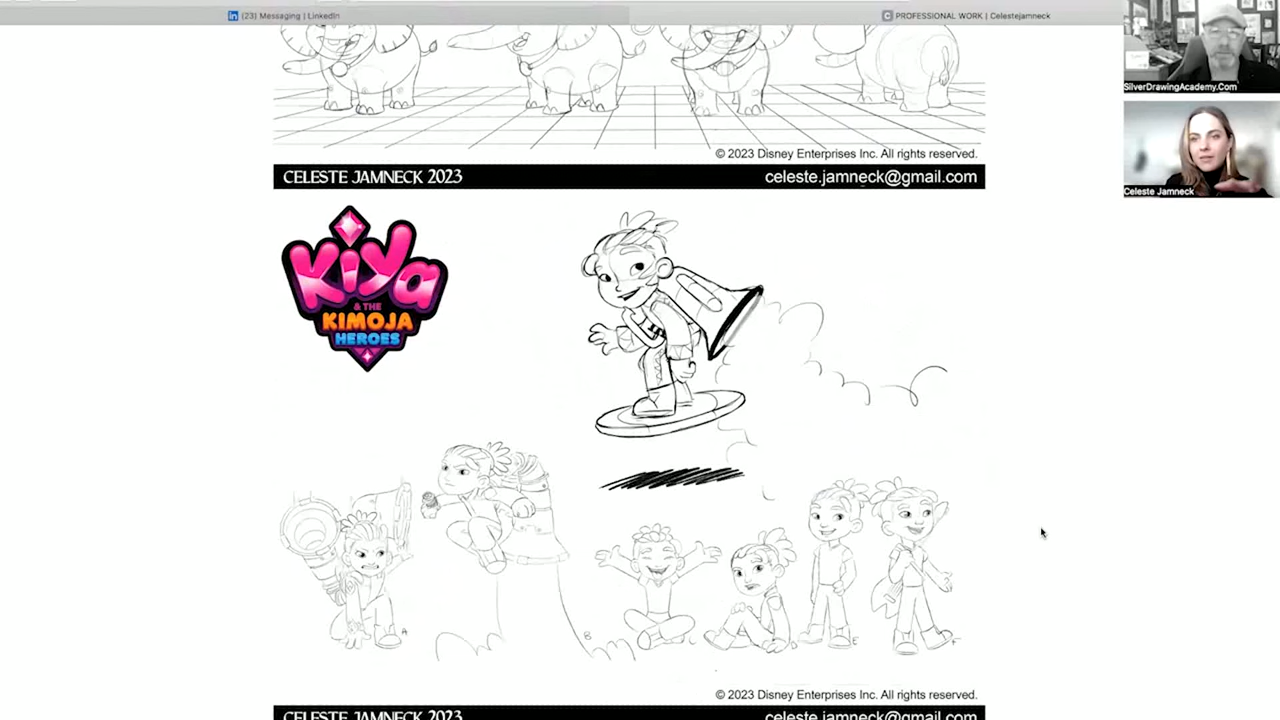 (23) Messaging | LinkedIn
PROFESSIONAL WORK | Celestejamneck
SilverDrawingAcademy.Com
Celeste Jamneck
© 2023 Disney Enterprises Inc. All rights reserved.
CELESTE JAMNECK 2023
celeste.jamneck@gmail.com
Kiya
& THE
KIMOJA
HEROES
A
B
C
D
E
F
© 2023 Disney Enterprises Inc. All rights reserved.
CELESTE JAMNECK 2023
celeste.jamneck@gmail.com